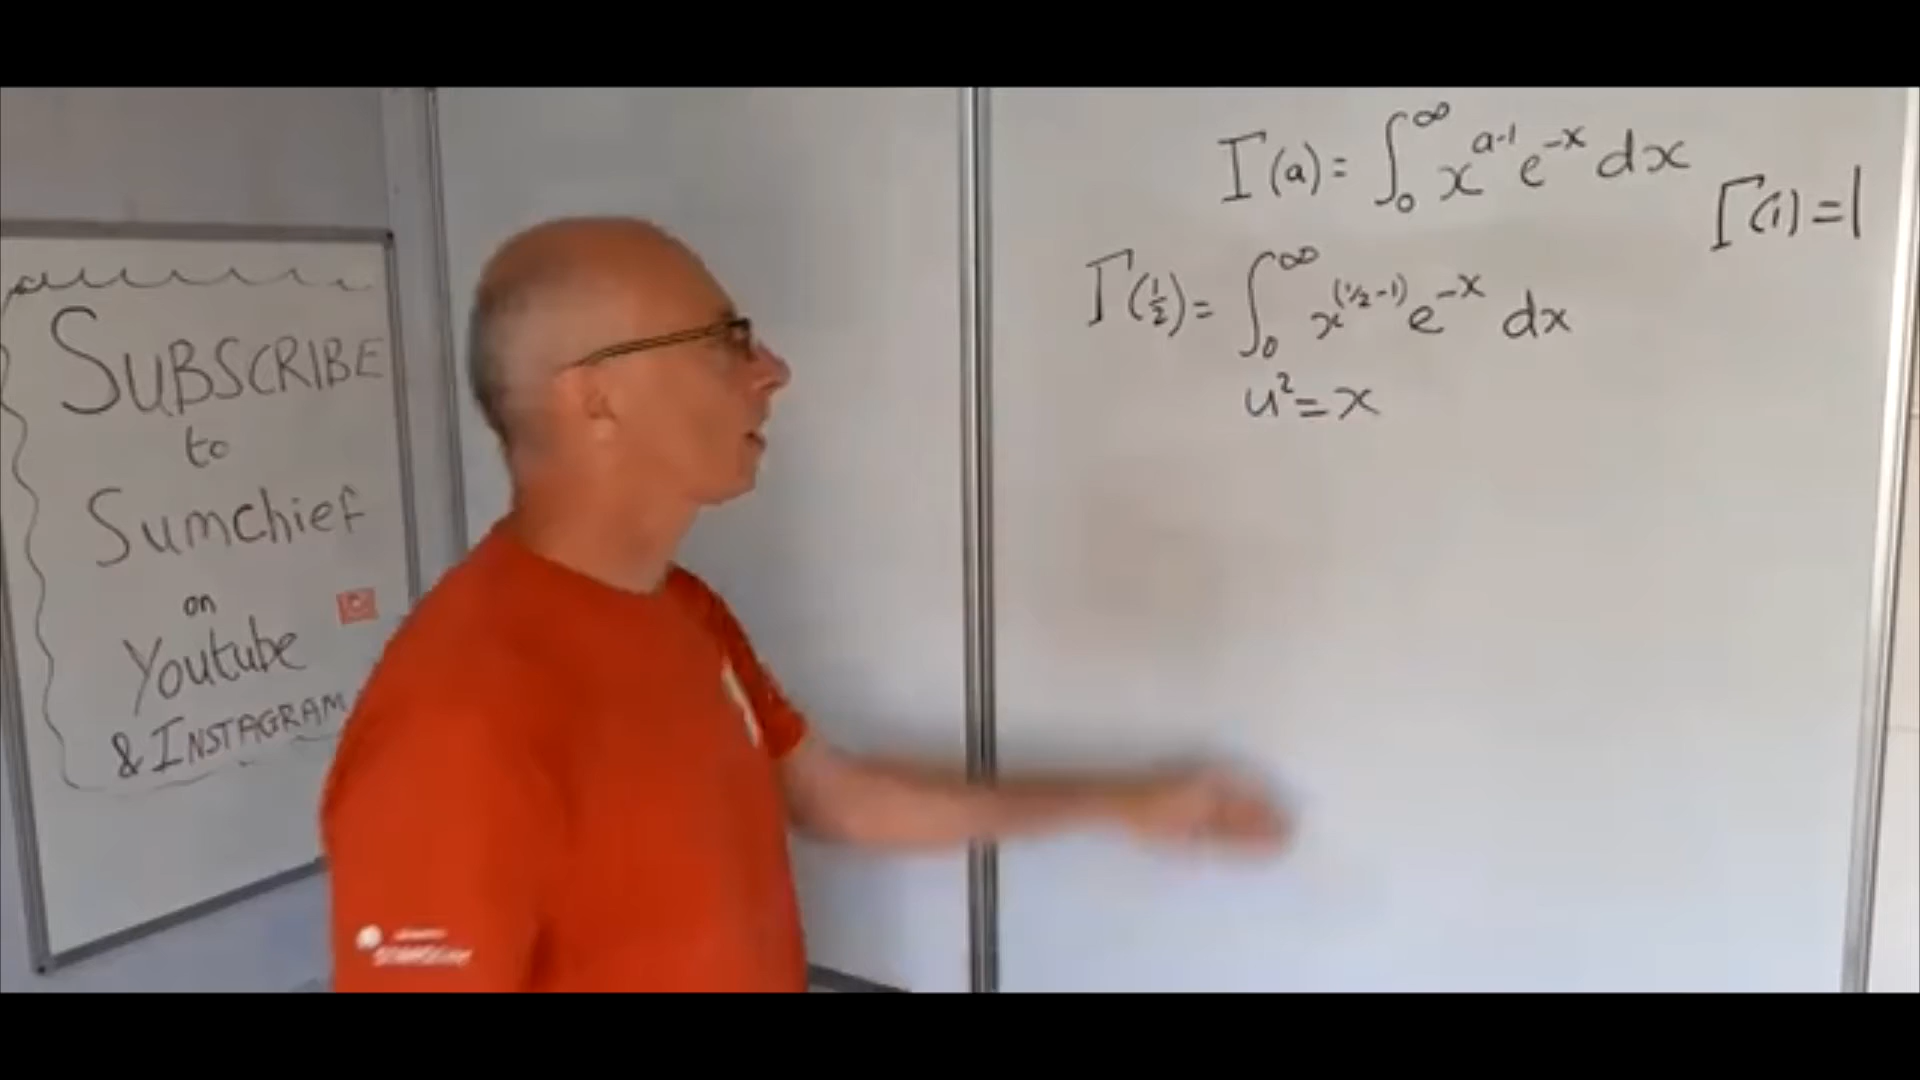 SUBSCRIBE
to
Sumchief
on
Youtube
& INSTAGRAM
Γ(a) = ∫₀^∞ x^(a-1) e^(-x) dx
Γ(1) = 1
Γ(½) = ∫₀^∞ x^(1/2 -1) e^(-x) dx
u² = x